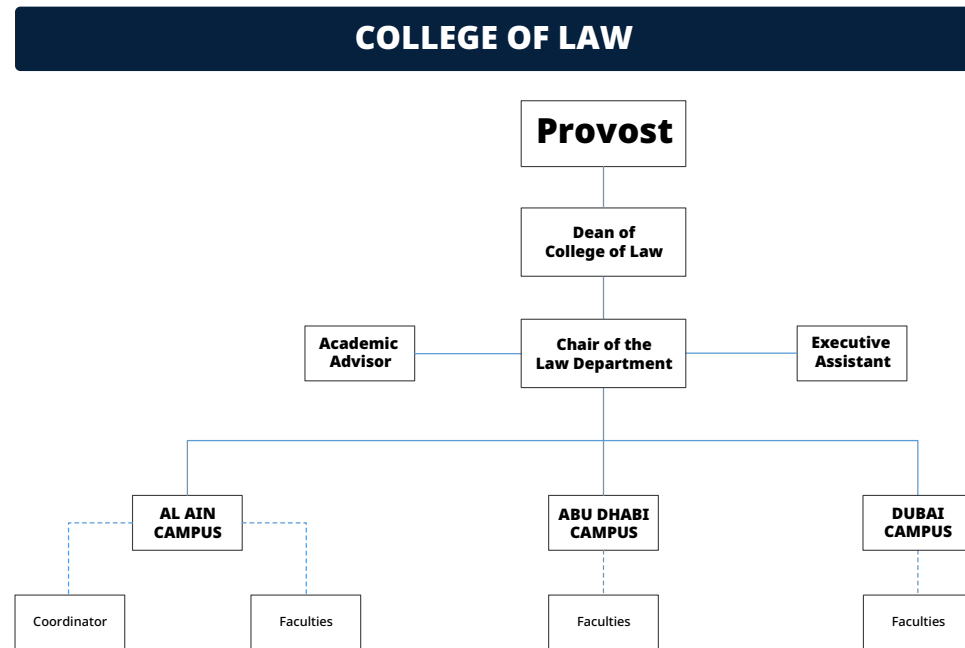 COLLEGE OF LAW
Provost
Dean of
College of Law
Academic
Advisor
Chair of the
Law Department
Executive
Assistant
AL AIN
CAMPUS
ABU DHABI
CAMPUS
DUBAI
CAMPUS
Coordinator
Faculties
Faculties
Faculties